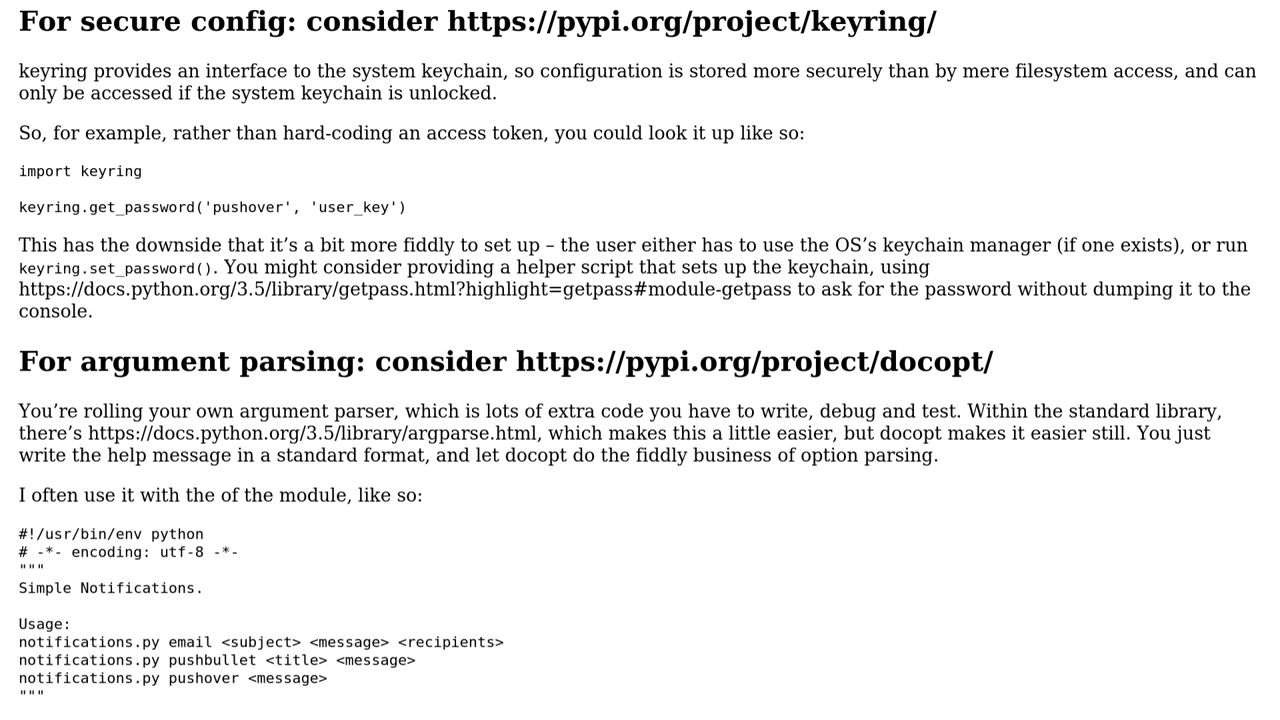 For secure config: consider https://pypi.org/project/keyring/
keyring provides an interface to the system keychain, so configuration is stored more securely than by mere filesystem access, and can
only be accessed if the system keychain is unlocked.
So, for example, rather than hard-coding an access token, you could look it up like so:
import keyring
keyring.get_password('pushover', 'user_key')
This has the downside that it’s a bit more fiddly to set up – the user either has to use the OS’s keychain manager (if one exists), or run
keyring.set_password(). You might consider providing a helper script that sets up the keychain, using
https://docs.python.org/3.5/library/getpass.html?highlight=getpass#module-getpass to ask for the password without dumping it to the
console.
For argument parsing: consider https://pypi.org/project/docopt/
You’re rolling your own argument parser, which is lots of extra code you have to write, debug and test. Within the standard library,
there’s https://docs.python.org/3.5/library/argparse.html, which makes this a little easier, but docopt makes it easier still. You just
write the help message in a standard format, and let docopt do the fiddly business of option parsing.
I often use it with the of the module, like so:
#!/usr/bin/env python
# -*- encoding: utf-8 -*-
"""
Simple Notifications.
Usage:
notifications.py email <subject> <message> <recipients>
notifications.py pushbullet <title> <message>
notifications.py pushover <message>
"""